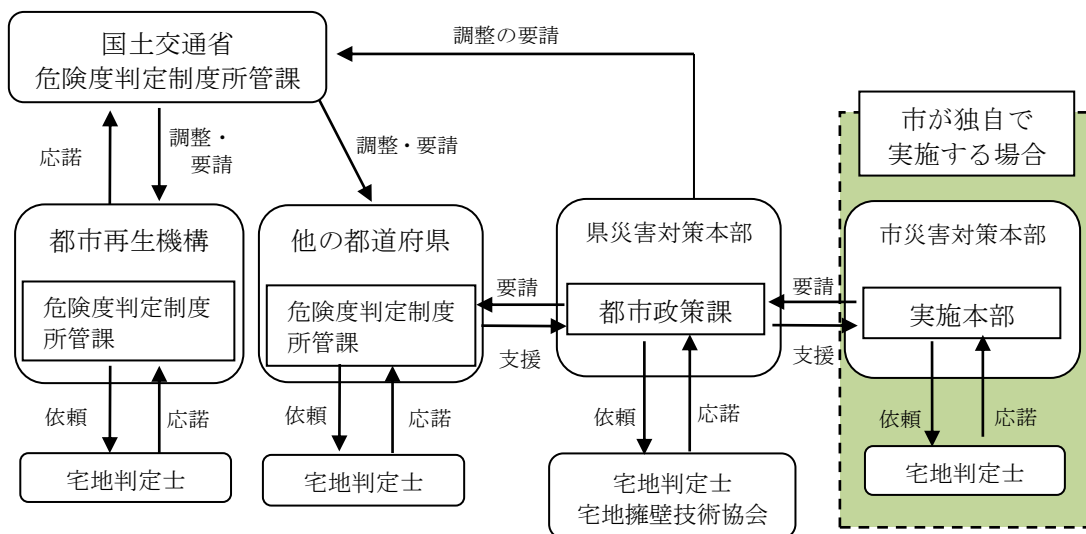 国土交通省
危険度判定制度所管課
調整の要請
市が独自で
実施する場合
応諾
調整・
要請
調整・要請
都市再生機構
危険度判定制度
所管課
他の都道府県
危険度判定制度
所管課
県災害対策本部
都市政策課
市災害対策本部
実施本部
要請
支援
要請
支援
依頼
応諾
依頼
応諾
依頼
応諾
依頼
応諾
宅地判定士
宅地判定士
宅地判定士
宅地擁壁技術協会
宅地判定士